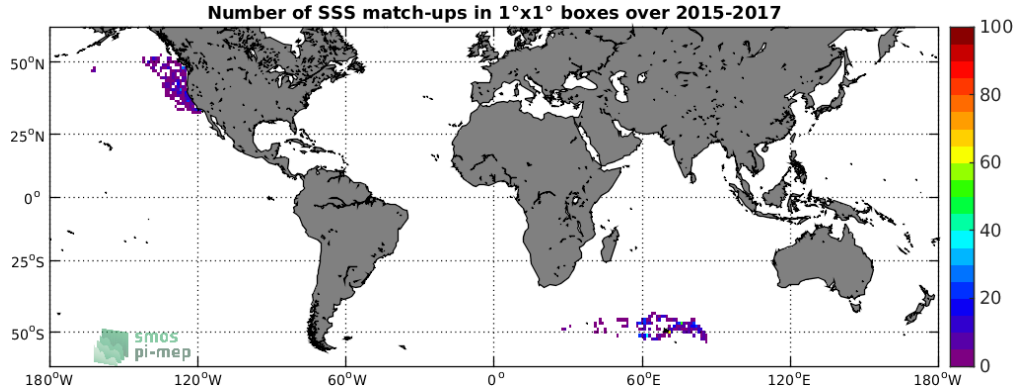 Number of SSS match-ups in 1°x1° boxes over 2015-2017
100
80
60
40
20
0
50°N
25°N
0°
25°S
50°S
smos
pi-mep
180°W
120°W
60°W
0°
60°E
120°E
180°W